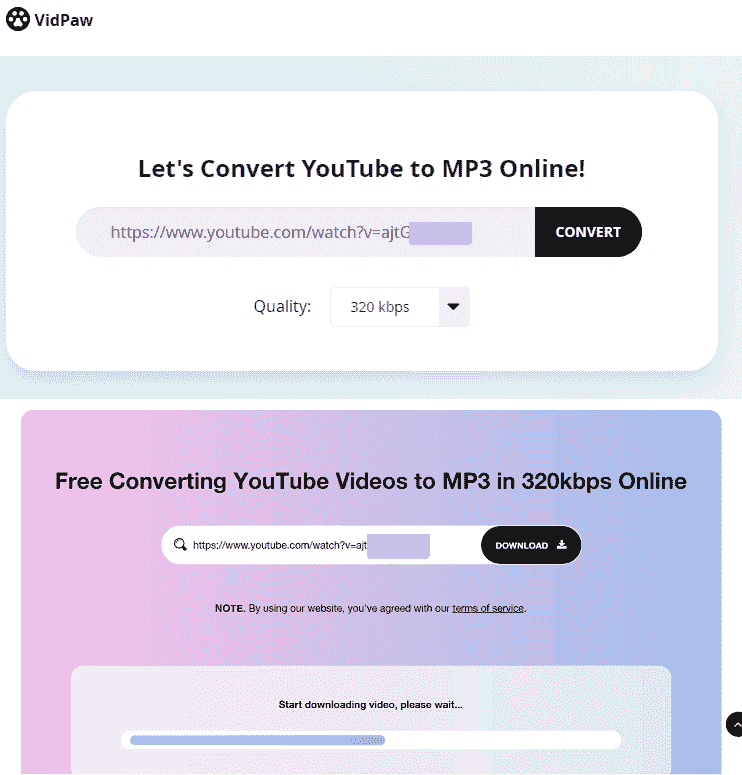 VidPaw
Let's Convert YouTube to MP3 Online!
https://www.youtube.com/watch?v=ajtG
CONVERT
Quality:
320 kbps
Free Converting YouTube Videos to MP3 in 320kbps Online
https://www.youtube.com/watch?v=ajt
DOWNLOAD
NOTE. By using our website, you've agreed with our terms of service.
Start downloading video, please wait...